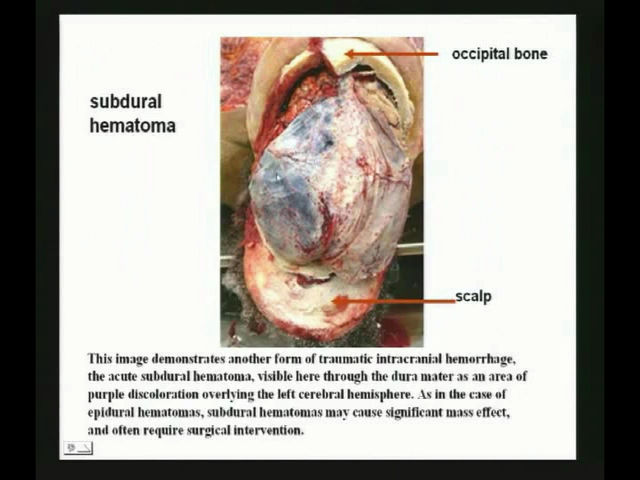 occipital bone
subdural
hematoma
scalp
This image demonstrates another form of traumatic intracranial hemorrhage,
the acute subdural hematoma, visible here through the dura mater as an area of
purple discoloration overlying the left cerebral hemisphere. As in the case of
epidural hematomas, subdural hematomas may cause significant mass effect,
and often require surgical intervention.